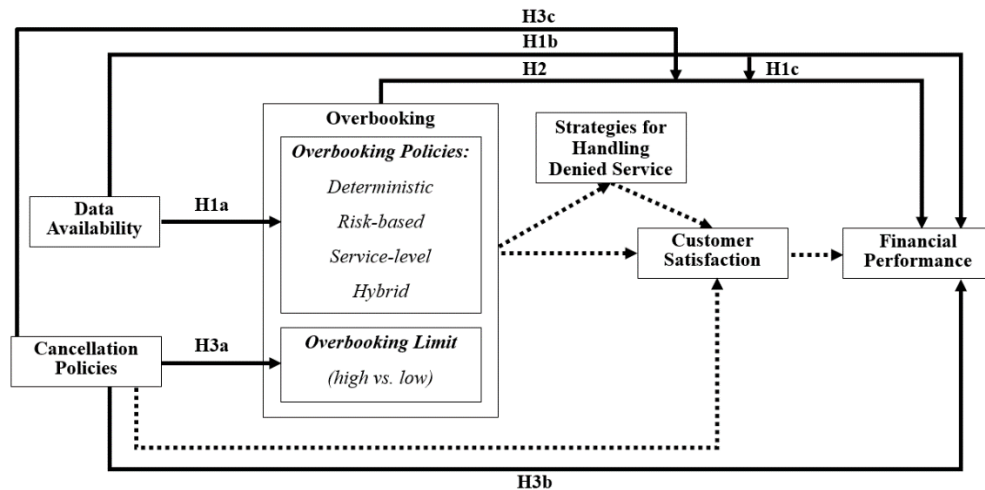 H3c
H1b
H2
H1c
Overbooking
Overbooking Policies:
Deterministic
Risk-based
Service-level
Hybrid
Strategies for
Handling
Denied Service
Data
Availability
H1a
Customer
Satisfaction
Financial
Performance
Cancellation
Policies
H3a
Overbooking Limit
(high vs. low)
H3b